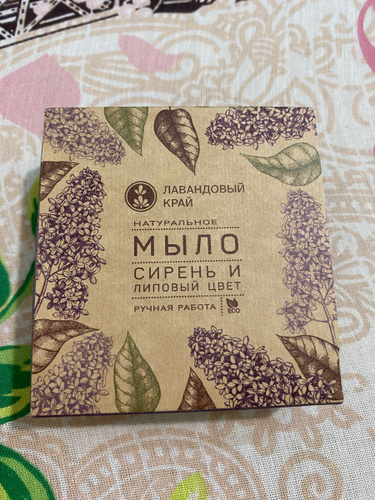 ЛАВАНДОВЫЙ
КРАЙ
НАТУРАЛЬНОЕ
МЫЛО
СИРЕНЬ И
ЛИПОВЫЙ ЦВЕТ
РУЧНАЯ РАБОТА
ECO